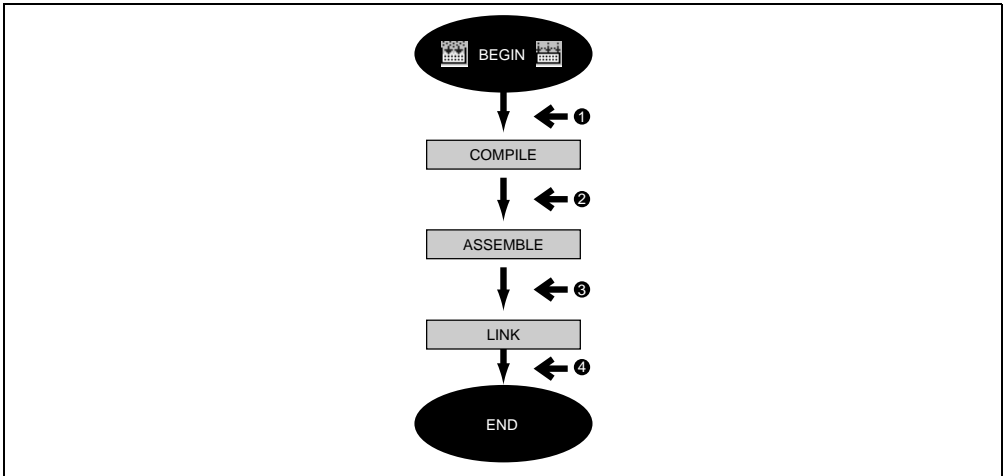 BEGIN
❶
COMPILE
❷
ASSEMBLE
❸
LINK
❹
END